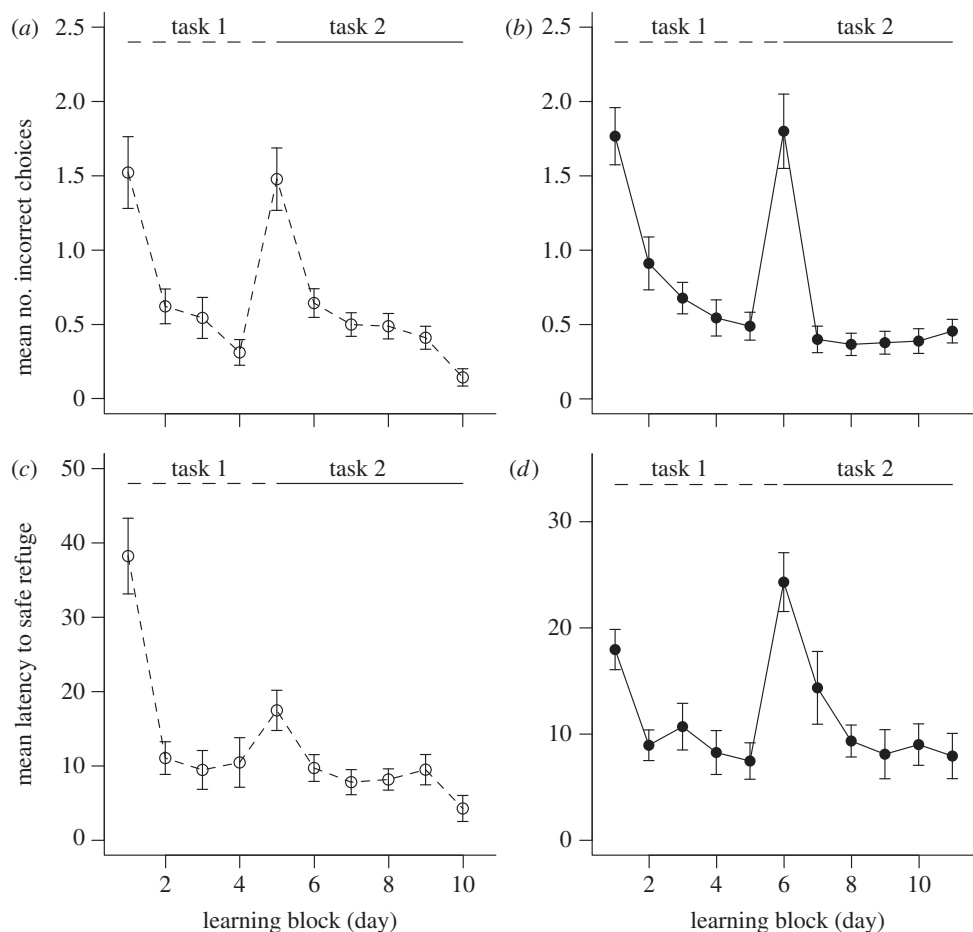 (a)
2.5
task 1
task 2
2.0
1.5
1.0
0.5
0
mean no. incorrect choices
(b)
2.5
task 1
task 2
2.0
1.5
1.0
0.5
0
(c)
50
task 1
task 2
40
30
20
10
0
mean latency to safe refuge
2 4 6 8 10
learning block (day)
(d)
task 1
task 2
30
20
10
0
2 4 6 8 10
learning block (day)